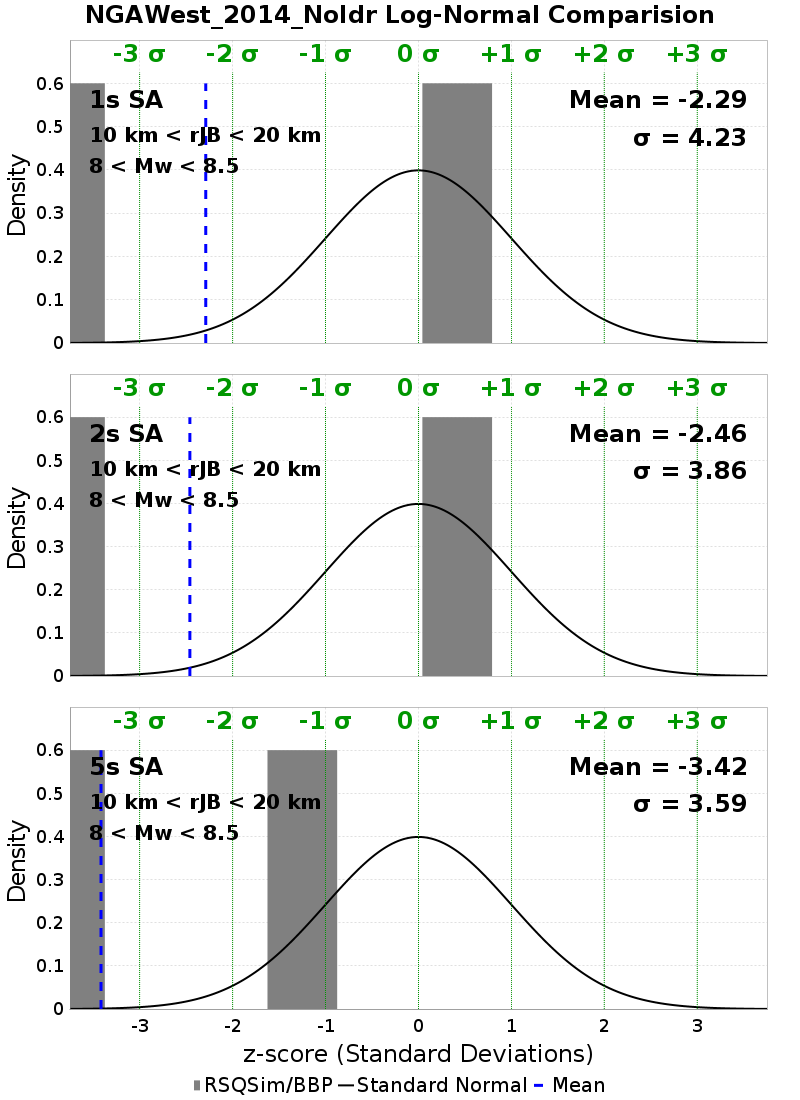 NGAWest_2014_NoIdr Log-Normal Comparision
-3 σ -2 σ -1 σ 0 σ +1 σ +2 σ +3 σ
1s SA
10 km < rJB < 20 km
8 < Mw < 8.5
Mean = -2.29
σ = 4.23
Density
0.6
0.5
0.4
0.3
0.2
0.1
0
-3 σ -2 σ -1 σ 0 σ +1 σ +2 σ +3 σ
2s SA
10 km < rJB < 20 km
8 < Mw < 8.5
Mean = -2.46
σ = 3.86
Density
0.6
0.5
0.4
0.3
0.2
0.1
0
-3 σ -2 σ -1 σ 0 σ +1 σ +2 σ +3 σ
5s SA
10 km < rJB < 20 km
8 < Mw < 8.5
Mean = -3.42
σ = 3.59
Density
0.6
0.5
0.4
0.3
0.2
0.1
0
-3 -2 -1 0 1 2 3
z-score (Standard Deviations)
RSQSim/BBP Standard Normal Mean